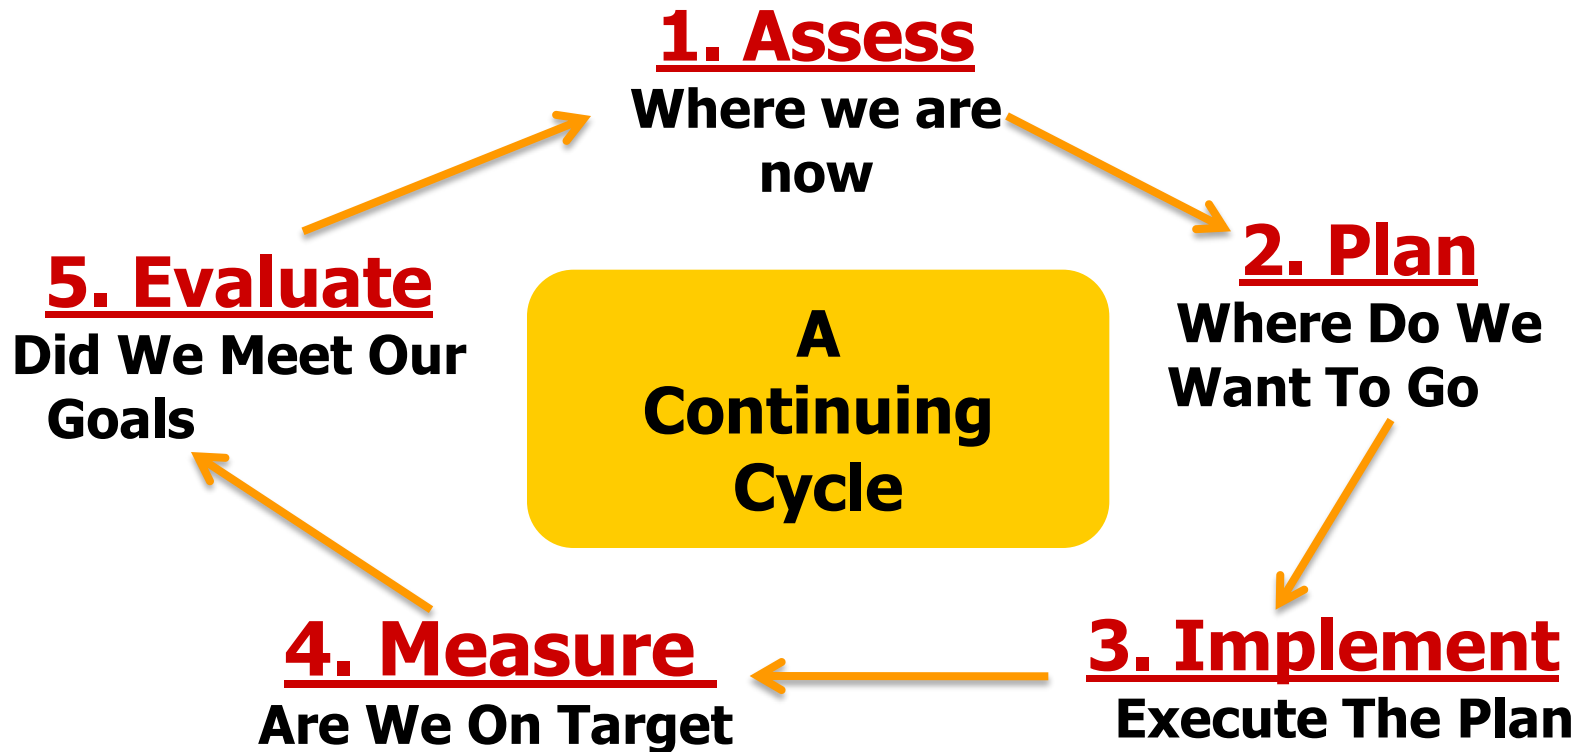 1. Assess
Where we are
now
2. Plan
Where Do We
Want To Go
3. Implement
Execute The Plan
4. Measure
Are We On Target
5. Evaluate
Did We Meet Our
Goals
A
Continuing
Cycle